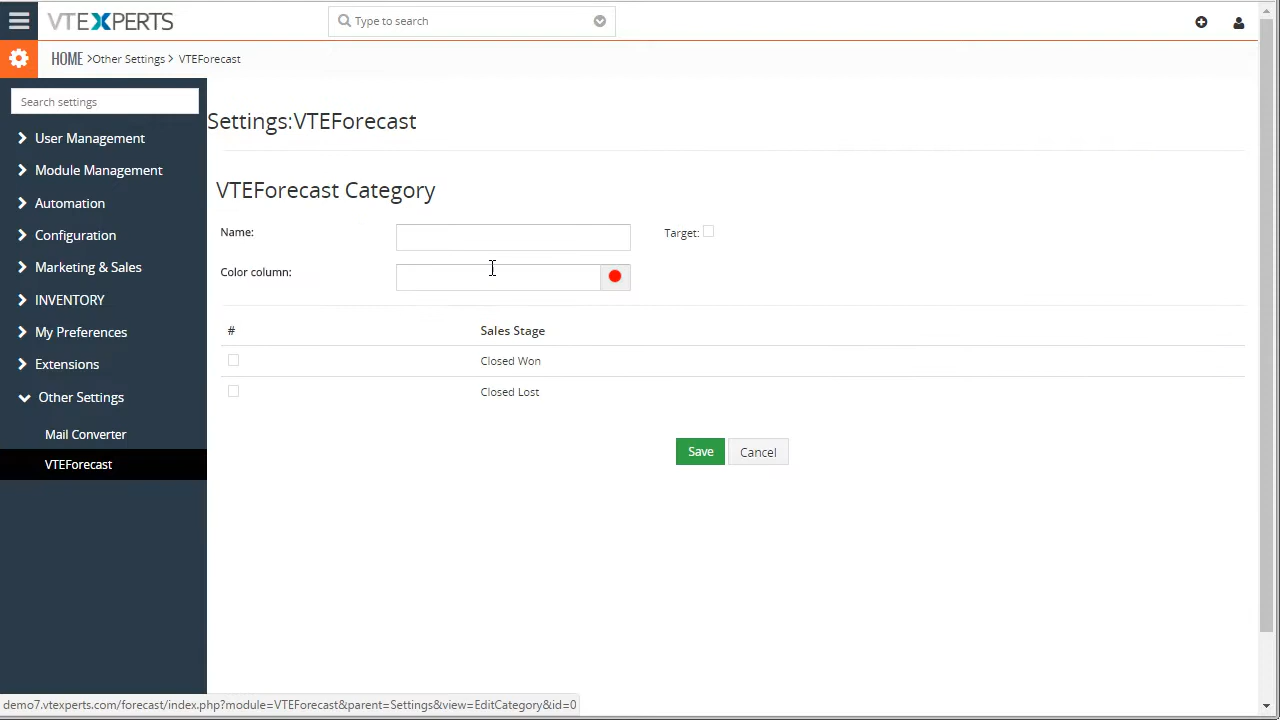 VTEXPERTS
Type to search
HOME >Other Settings > VTEForecast
Search settings
User Management
Module Management
Automation
Configuration
Marketing & Sales
INVENTORY
My Preferences
Extensions
Other Settings
Mail Converter
VTEForecast
Settings:VTEForecast
VTEForecast Category
Name:
Target:
Color column:
# Sales Stage
Closed Won
Closed Lost
Save Cancel
demo7.vtexperts.com/forecast/index.php?module=VTEForecast&parent=Settings&view=EditCategory&id=0